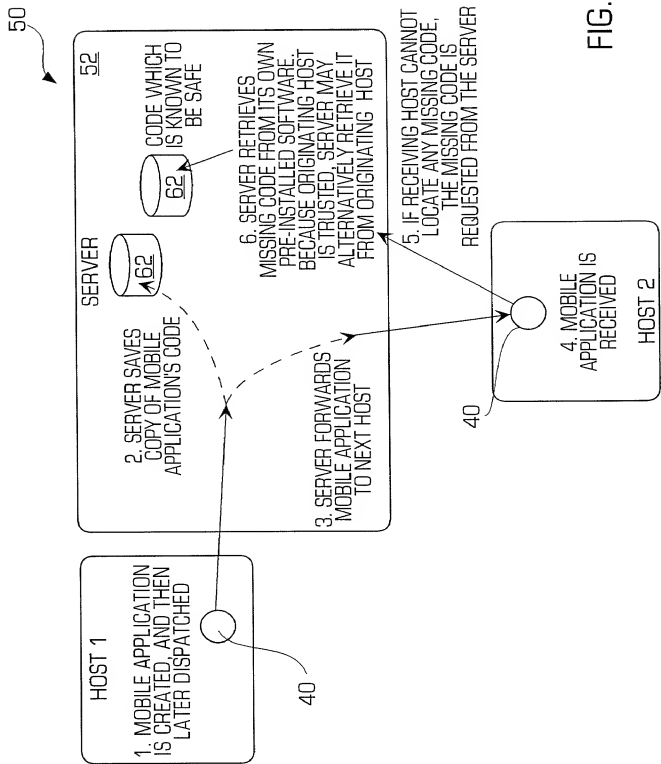 50
HOST 1
1. MOBILE APPLICATION
IS CREATED, AND THEN
LATER DISPATCHED
40
SERVER
52
2. SERVER SAVES
COPY OF MOBILE
APPLICATION'S CODE
62
62
CODE WHICH
IS KNOWN TO
BE SAFE
3. SERVER FORWARDS
MOBILE APPLICATION
TO NEXT HOST
6. SERVER RETRIEVES
MISSING CODE FROM ITS OWN
PRE-INSTALLED SOFTWARE.
BECAUSE ORIGINATING HOST
IS TRUSTED, SERVER MAY
ALTERNATIVELY RETRIEVE IT
FROM ORIGINATING HOST
40
4. MOBILE
APPLICATION IS
RECEIVED
HOST 2
5. IF RECEIVING HOST CANNOT
LOCATE ANY MISSING CODE,
THE MISSING CODE IS
REQUESTED FROM THE SERVER
FIG.